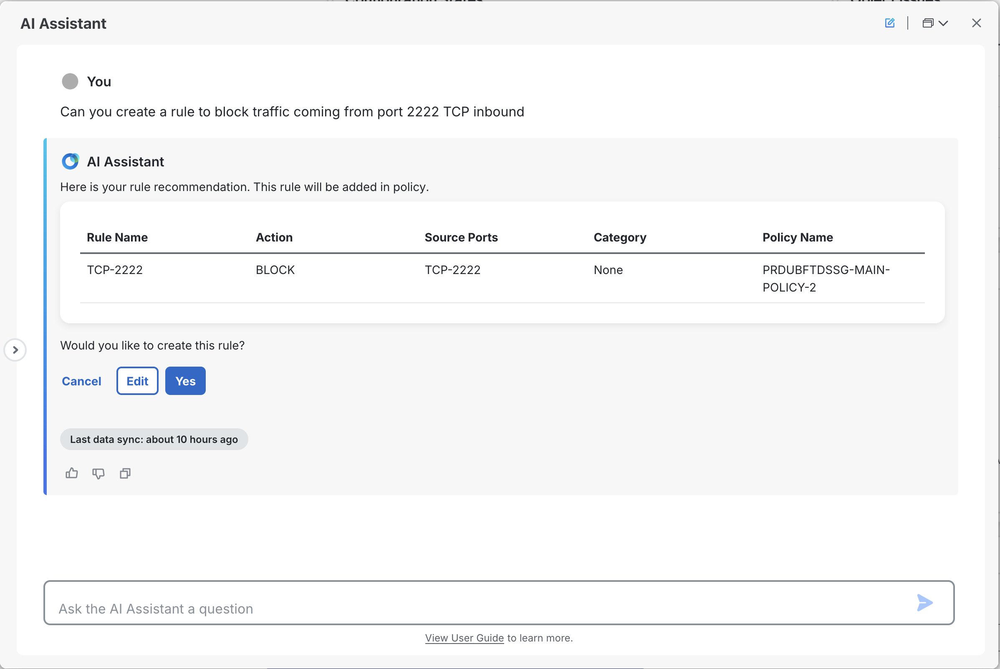 AI Assistant
You
Can you create a rule to block traffic coming from port 2222 TCP inbound
AI Assistant
Here is your rule recommendation. This rule will be added in policy.
Rule Name Action Source Ports Category Policy Name
TCP-2222 BLOCK TCP-2222 None PRDUBFTDSSG-MAIN-
POLICY-2
Would you like to create this rule?
Cancel Edit Yes
Last data sync: about 10 hours ago
Ask the AI Assistant a question
View User Guide to learn more.